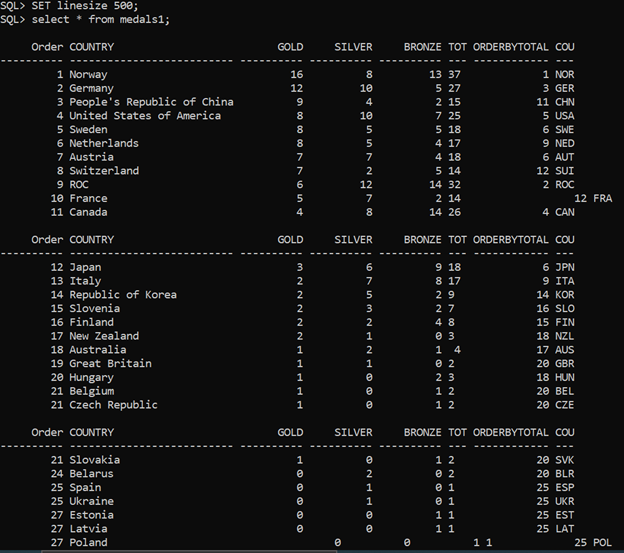 SQL> SET linesize 500;
SQL> select * from medals1;
Order COUNTRY GOLD SILVER BRONZE TOT ORDERBYTOTAL COU
---------- ------------------------------ ---------- ---------- ---------- --- ------------ ---
1 Norway 16 8 13 37 1 NOR
2 Germany 12 10 5 27 3 GER
3 People's Republic of China 9 4 2 15 11 CHN
4 United States of America 8 10 7 25 5 USA
5 Sweden 8 5 5 18 6 SWE
6 Netherlands 8 5 4 17 9 NED
7 Austria 7 7 4 18 6 AUT
8 Switzerland 7 2 5 14 12 SUI
9 ROC 6 12 14 32 2 ROC
10 France 5 7 2 14 12 FRA
11 Canada 4 8 14 26 4 CAN
Order COUNTRY GOLD SILVER BRONZE TOT ORDERBYTOTAL COU
---------- ------------------------------ ---------- ---------- ---------- --- ------------ ---
12 Japan 3 6 9 18 6 JPN
13 Italy 2 7 8 17 9 ITA
14 Republic of Korea 2 5 2 9 14 KOR
15 Slovenia 2 3 2 7 16 SLO
16 Finland 2 2 4 8 15 FIN
17 New Zealand 2 1 0 3 18 NZL
18 Australia 1 2 1 4 17 AUS
19 Great Britain 1 1 0 2 20 GBR
20 Hungary 1 0 2 3 18 HUN
21 Belgium 1 0 1 2 20 BEL
21 Czech Republic 1 0 1 2 20 CZE
Order COUNTRY GOLD SILVER BRONZE TOT ORDERBYTOTAL COU
---------- ------------------------------ ---------- ---------- ---------- --- ------------ ---
21 Slovakia 1 0 1 2 20 SVK
24 Belarus 0 2 0 2 20 BLR
25 Spain 0 1 0 1 25 ESP
25 Ukraine 0 1 0 1 25 UKR
27 Estonia 0 0 1 1 25 EST
27 Latvia 0 0 1 1 25 LAT
27 Poland 0 0 1 1 25 POL